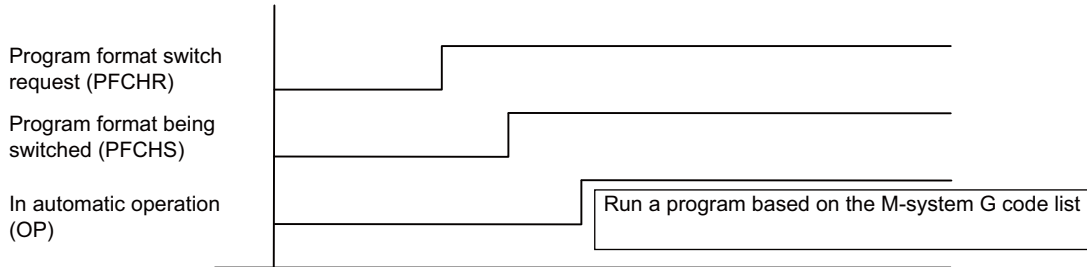 Program format switch
request (PFCHR)
Program format being
switched (PFCHS)
In automatic operation
(OP)
Run a program based on the M-system G code list